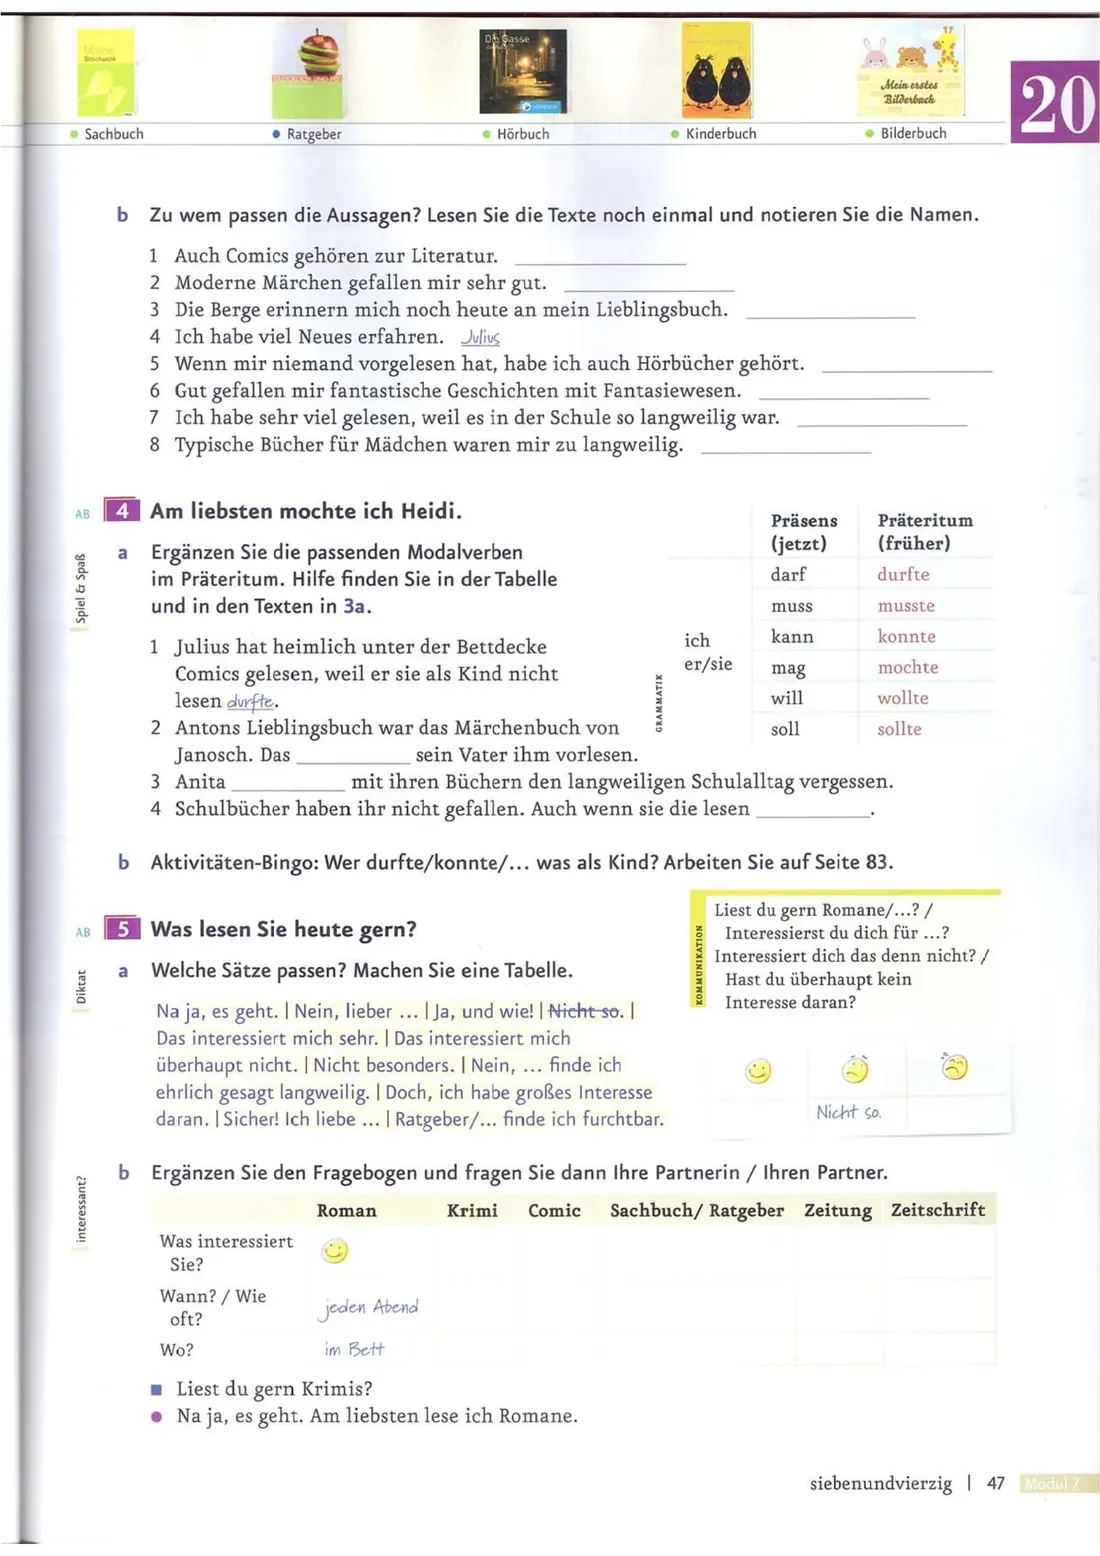 Meine
Stochastik
Die Gasse
HÖRBUCH
Mein erstes
Bilderbuch
20
Sachbuch
Ratgeber
Hörbuch
Kinderbuch
Bilderbuch
b Zu wem passen die Aussagen? Lesen Sie die Texte noch einmal und notieren Sie die Namen.
1 Auch Comics gehören zur Literatur.
2 Moderne Märchen gefallen mir sehr gut.
3 Die Berge erinnern mich noch heute an mein Lieblingsbuch.
4 Ich habe viel Neues erfahren. Julius
5 Wenn mir niemand vorgelesen hat, habe ich auch Hörbücher gehört.
6 Gut gefallen mir fantastische Geschichten mit Fantasiewesen.
7 Ich habe sehr viel gelesen, weil es in der Schule so langweilig war.
8 Typische Bücher für Mädchen waren mir zu langweilig.
AB 4 Am liebsten mochte ich Heidi.
Spiel & Spaß
a Ergänzen Sie die passenden Modalverben
im Präteritum. Hilfe finden Sie in der Tabelle
und in den Texten in 3a.
1 Julius hat heimlich unter der Bettdecke
Comics gelesen, weil er sie als Kind nicht
lesen durfte.
2 Antons Lieblingsbuch war das Märchenbuch von
Janosch. Das ________ sein Vater ihm vorlesen.
3 Anita ________ mit ihren Büchern den langweiligen Schulalltag vergessen.
4 Schulbücher haben ihr nicht gefallen. Auch wenn sie die lesen ________.
GRAMMATIK
Präsens Präteritum
(jetzt) (früher)
darf durfte
muss musste
ich kann konnte
er/sie mag mochte
will wollte
soll sollte
b Aktivitäten-Bingo: Wer durfte/konnte/... was als Kind? Arbeiten Sie auf Seite 83.
AB 5 Was lesen Sie heute gern?
Diktat
a Welche Sätze passen? Machen Sie eine Tabelle.
Na ja, es geht. | Nein, lieber ... | Ja, und wie! | Nicht so. |
Das interessiert mich sehr. | Das interessiert mich
überhaupt nicht. | Nicht besonders. | Nein, ... finde ich
ehrlich gesagt langweilig. | Doch, ich habe großes Interesse
daran. | Sicher! Ich liebe ... | Ratgeber/... finde ich furchtbar.
KOMMUNIKATION
Liest du gern Romane/...? /
Interessierst du dich für ...?
Interessiert dich das denn nicht? /
Hast du überhaupt kein
Interesse daran?
Nicht so.
interessant?
b Ergänzen Sie den Fragebogen und fragen Sie dann Ihre Partnerin / Ihren Partner.
Roman Krimi Comic Sachbuch/ Ratgeber Zeitung Zeitschrift
Was interessiert
Sie?
Wann? / Wie
oft?
jeden Abend
Wo? im Bett
Liest du gern Krimis?
Na ja, es geht. Am liebsten lese ich Romane.
siebenundvierzig | 47 Modul 7